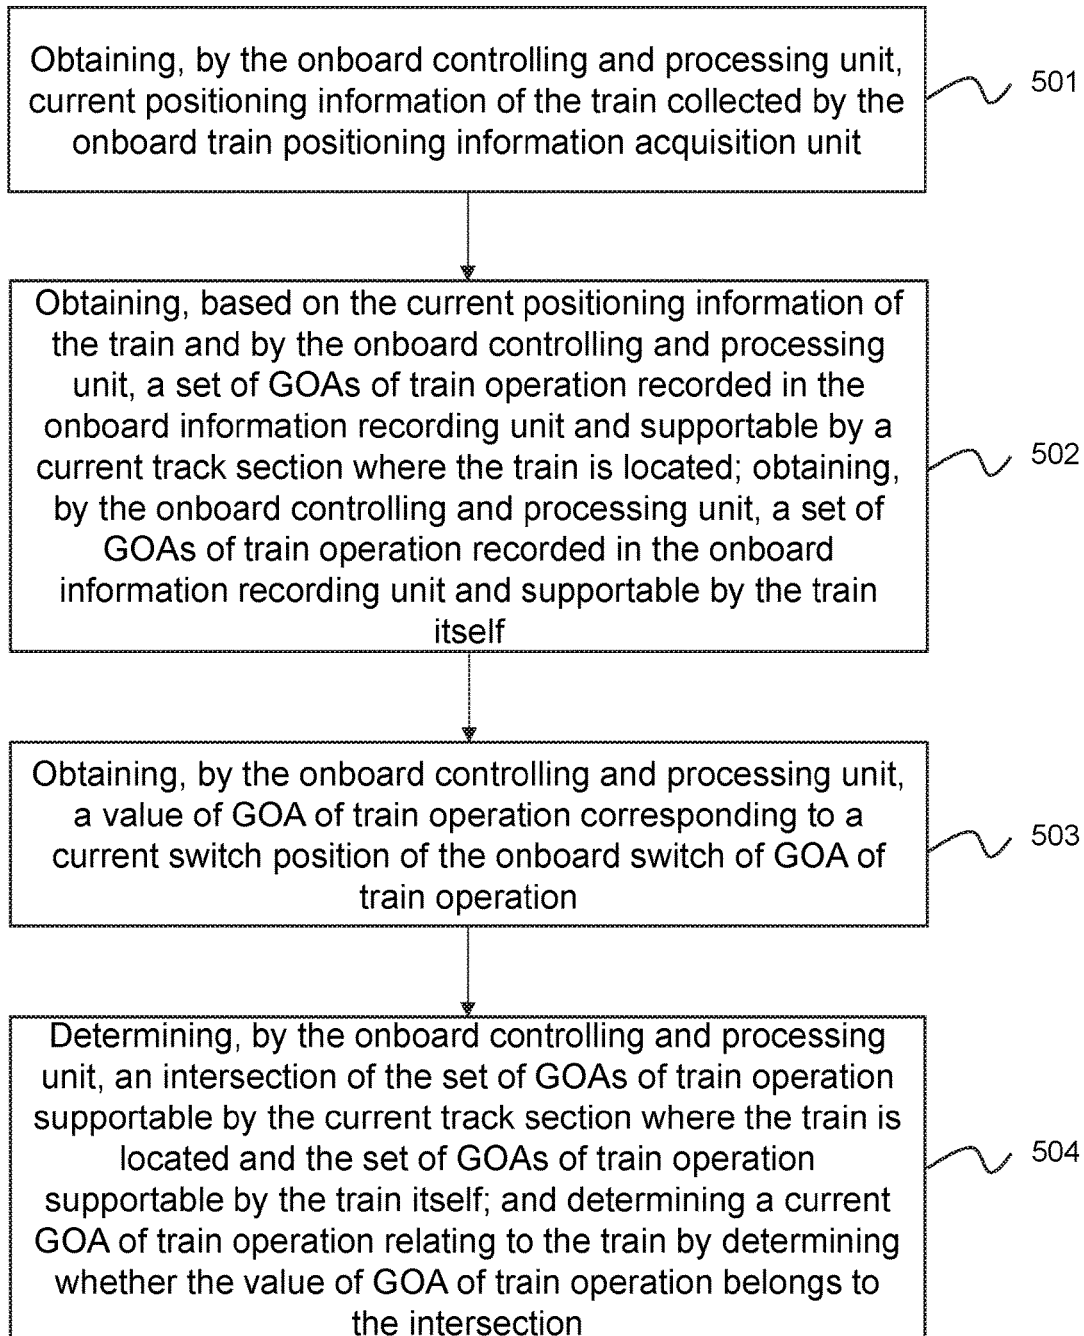 Obtaining, by the onboard controlling and processing unit,
current positioning information of the train collected by the
onboard train positioning information acquisition unit
501
Obtaining, based on the current positioning information of
the train and by the onboard controlling and processing
unit, a set of GOAs of train operation recorded in the
onboard information recording unit and supportable by a
current track section where the train is located; obtaining,
by the onboard controlling and processing unit, a set of
GOAs of train operation recorded in the onboard
information recording unit and supportable by the train
itself
502
Obtaining, by the onboard controlling and processing unit,
a value of GOA of train operation corresponding to a
current switch position of the onboard switch of GOA of
train operation
503
Determining, by the onboard controlling and processing
unit, an intersection of the set of GOAs of train operation
supportable by the current track section where the train is
located and the set of GOAs of train operation
supportable by the train itself; and determining a current
GOA of train operation relating to the train by determining
whether the value of GOA of train operation belongs to
the intersection
504